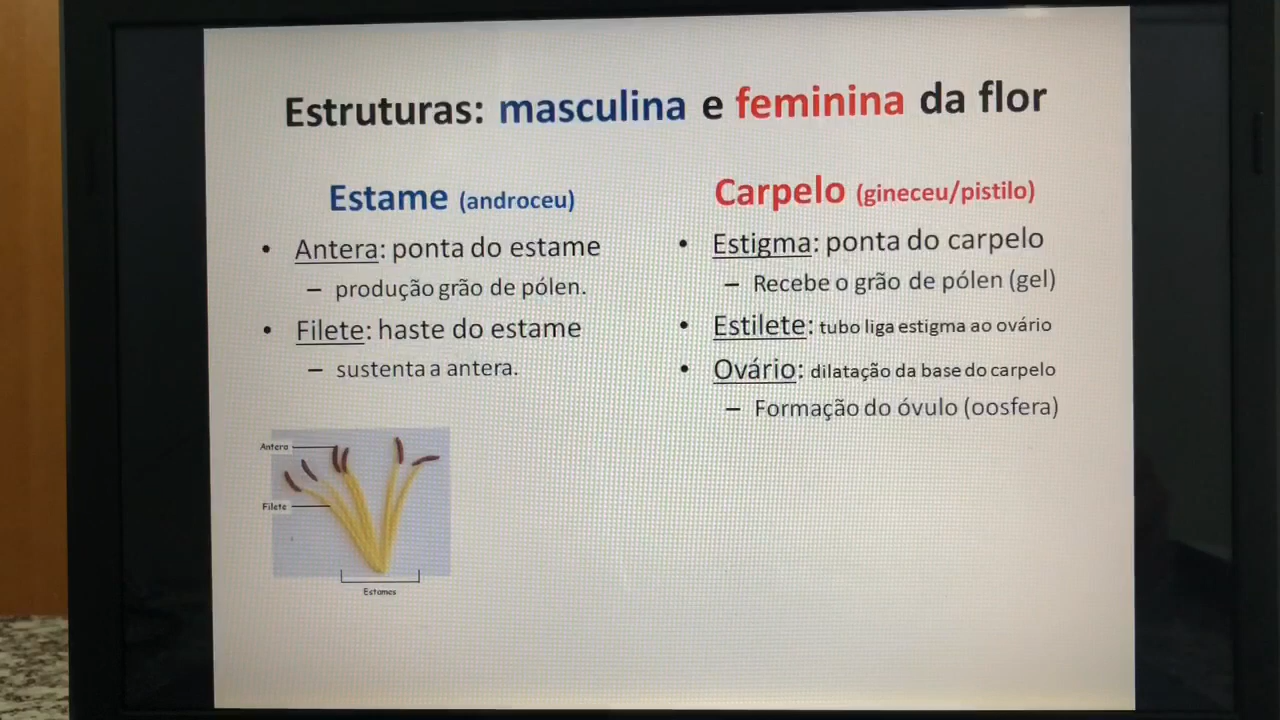 Estruturas: masculina e feminina da flor
Estame (androceu)
• Antera: ponta do estame
– produção grão de pólen.
• Filete: haste do estame
– sustenta a antera.
Antera
Filete
Estames
Carpelo (gineceu/pistilo)
• Estigma: ponta do carpelo
– Recebe o grão de pólen (gel)
• Estilete: tubo liga estigma ao ovário
• Ovário: dilatação da base do carpelo
– Formação do óvulo (oosfera)